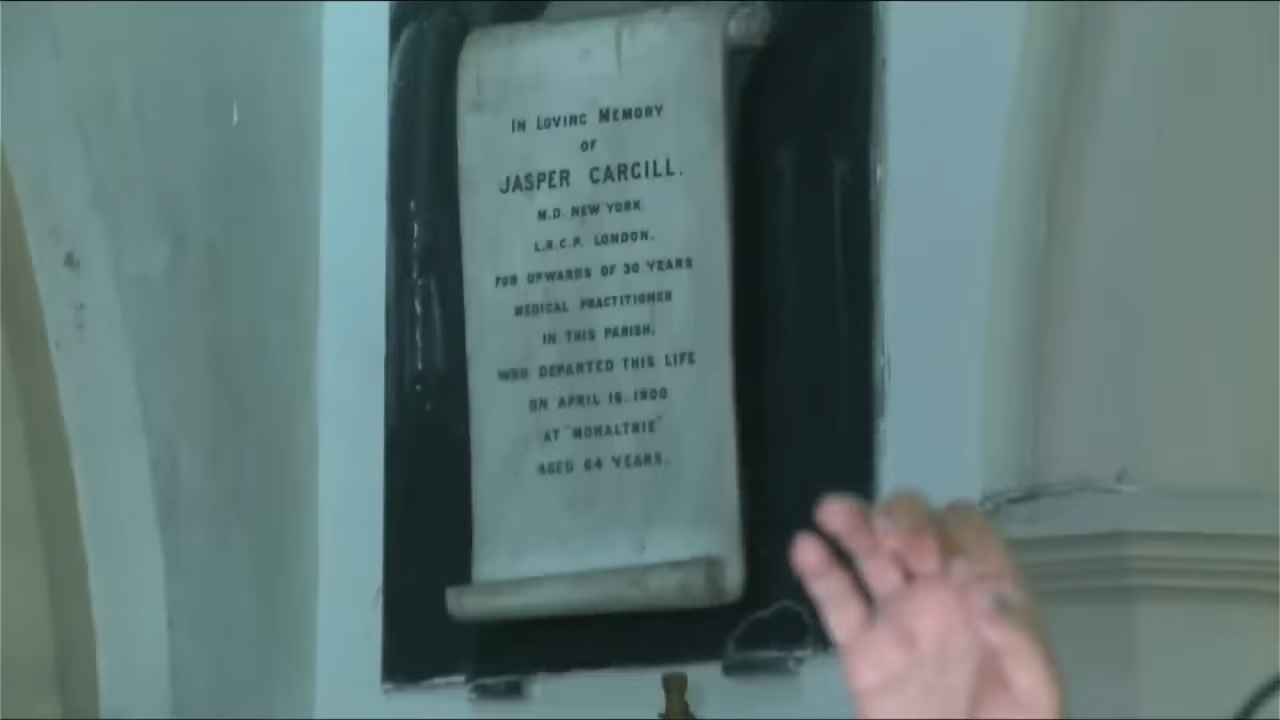 IN LOVING MEMORY
OF
JASPER CARGILL.
M.D. NEW YORK.
L.R.C.P. LONDON.
FOR UPWARDS OF 30 YEARS
MEDICAL PRACTITIONER
IN THIS PARISH,
WHO DEPARTED THIS LIFE
ON APRIL 16. 1900
AT "NOHALTRIE"
AGED 64 YEARS.